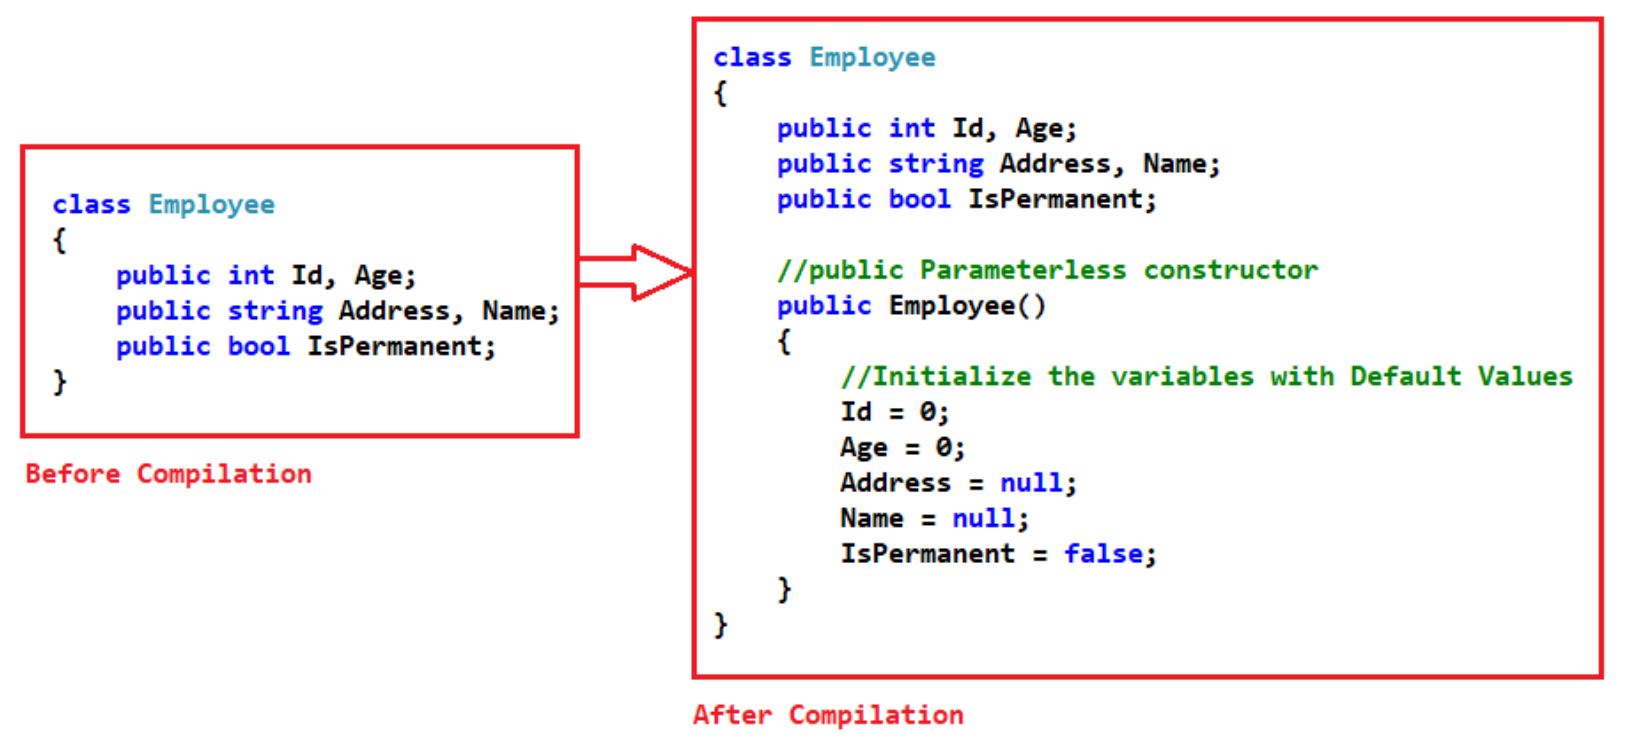 class Employee
{
    public int Id, Age;
    public string Address, Name;
    public bool IsPermanent;
}
Before Compilation
class Employee
{
    public int Id, Age;
    public string Address, Name;
    public bool IsPermanent;

    //public Parameterless constructor
    public Employee()
    {
        //Initialize the variables with Default Values
        Id = 0;
        Age = 0;
        Address = null;
        Name = null;
        IsPermanent = false;
    }
}
After Compilation